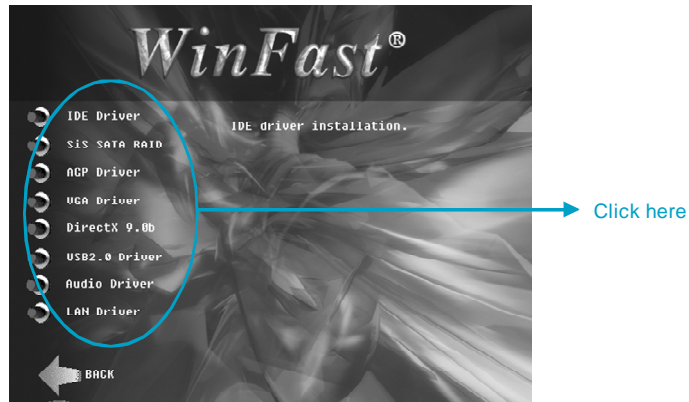 WinFast®
IDE Driver
IDE driver installation.
SiS SATA RAID
AGP Driver
VGA Driver
DirectX 9.0b
USB2.0 Driver
Audio Driver
LAN Driver
BACK
Click here